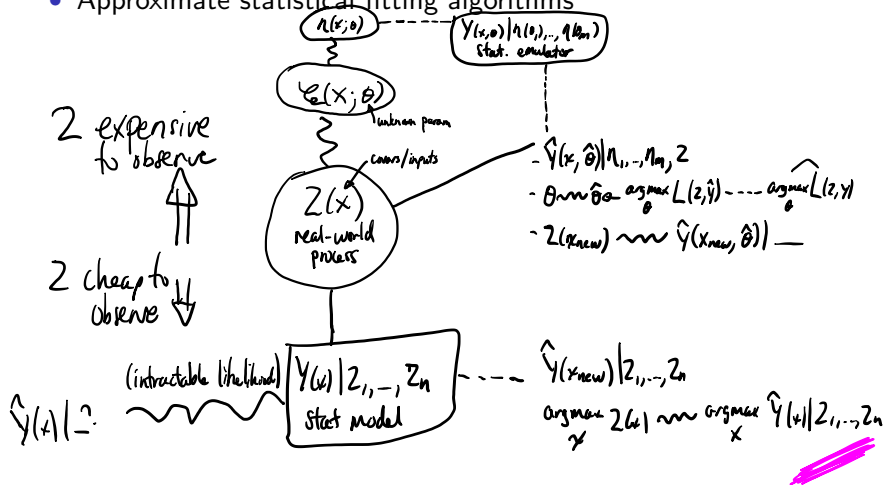 • Approximate statistical fitting algorithms
η(x;θ)
Y(x,θ)|η(θ₁),..,η(θₘ)
Stat. emulator
(x;θ)
unknown param
Z expensive
to observe
covars/inputs
Z(x)
real-world
process
- Ŷ(x,θ̂)|η₁,..,ηₘ,Z
- θ ~~ θ̂ argmax L(Z,ŷ) ---- argmax L(Z,y)
θ θ
- Z(xnew) ~~ Ŷ(xnew,θ̂)| __
Z cheap to
observe
(intractable likelihood)
Y(x)|Z₁,..,Zn
Stat model
Ŷ(xnew)|Z₁,..,Zn
Ŷ(x)|
argmax Z(x) ~~ argmax Ŷ(x)|Z₁,..,Zn
x x